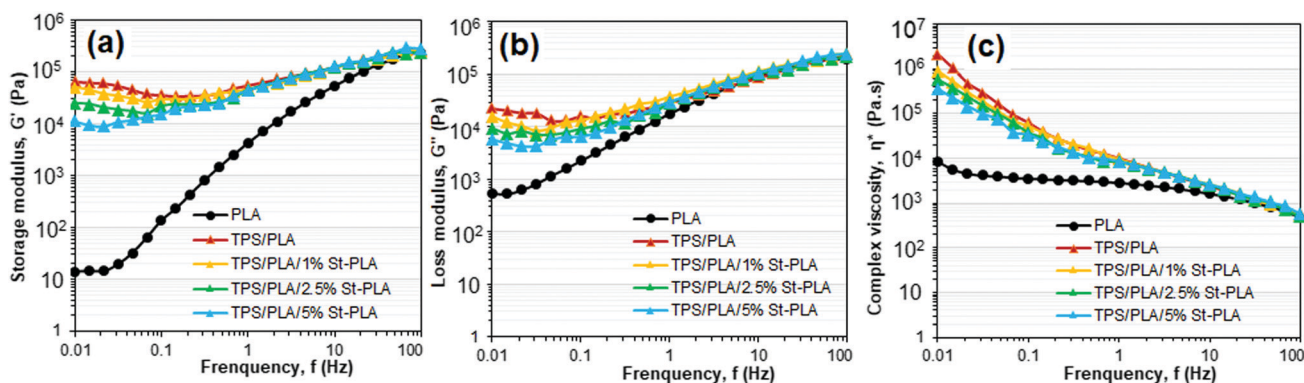 (a)
Storage modulus, G' (Pa)
10⁶
10⁵
10⁴
10³
10²
10
1
PLA
TPS/PLA
TPS/PLA/1% St-PLA
TPS/PLA/2.5% St-PLA
TPS/PLA/5% St-PLA
0.01 0.1 1 10 100
Frenquency, f (Hz)
(b)
Loss modulus, G'' (Pa)
10⁶
10⁵
10⁴
10³
10²
10
1
PLA
TPS/PLA
TPS/PLA/1% St-PLA
TPS/PLA/2.5% St-PLA
TPS/PLA/5% St-PLA
0.01 0.1 1 10 100
Frenquency, f (Hz)
(c)
Complex viscosity, η* (Pa.s)
10⁷
10⁶
10⁵
10⁴
10³
10²
10
1
PLA
TPS/PLA
TPS/PLA/1% St-PLA
TPS/PLA/2.5% St-PLA
TPS/PLA/5% St-PLA
0.01 0.1 1 10 100
Frenquency, f (Hz)